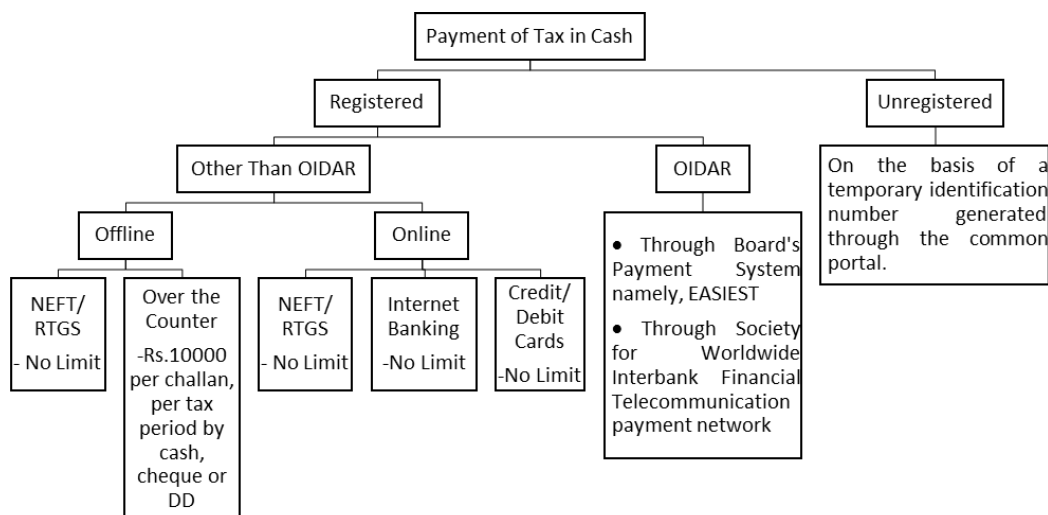 Payment of Tax in Cash
Registered
Unregistered
Other Than OIDAR
OIDAR
On the basis of a
temporary identification
number generated
through the common
portal.
Offline
Online
● Through Board's
Payment System
namely, EASIEST
● Through Society
for Worldwide
Interbank Financial
Telecommunication
payment network
NEFT/
RTGS
- No Limit
Over the
Counter
-Rs.10000
per challan,
per tax
period by
cash,
cheque or
DD
NEFT/
RTGS
- No Limit
Internet
Banking
-No Limit
Credit/
Debit
Cards
-No Limit